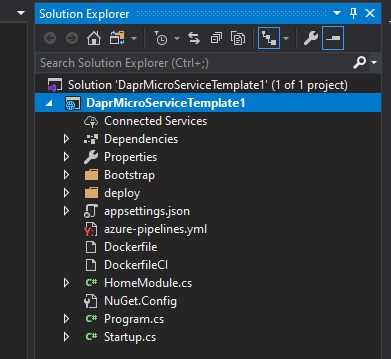 Solution Explorer
Search Solution Explorer (Ctrl+;)
Solution 'DaprMicroServiceTemplate1' (1 of 1 project)
DaprMicroServiceTemplate1
Connected Services
Dependencies
Properties
Bootstrap
deploy
appsettings.json
azure-pipelines.yml
Dockerfile
DockerfileCI
C# HomeModule.cs
NuGet.Config
C# Program.cs
C# Startup.cs